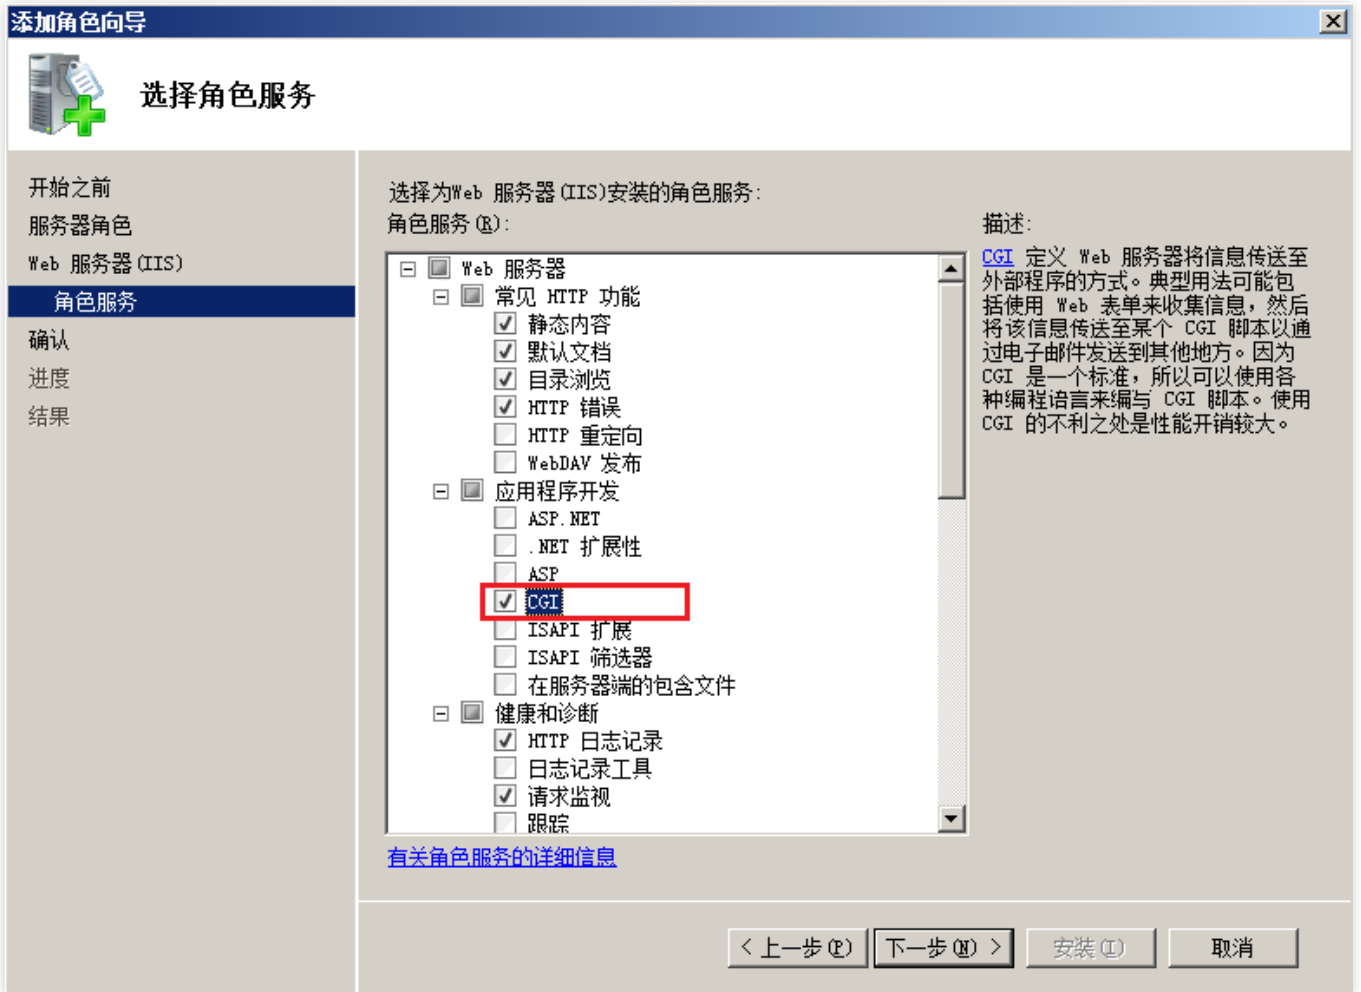 添加角色向导
选择角色服务
开始之前
服务器角色
Web 服务器(IIS)
角色服务
确认
进度
结果
选择为Web 服务器(IIS)安装的角色服务:
角色服务(R):
Web 服务器
常见 HTTP 功能
静态内容
默认文档
目录浏览
HTTP 错误
HTTP 重定向
WebDAV 发布
应用程序开发
ASP.NET
.NET 扩展性
ASP
CGI
ISAPI 扩展
ISAPI 筛选器
在服务器端的包含文件
健康和诊断
HTTP 日志记录
日志记录工具
请求监视
跟踪
有关角色服务的详细信息
描述:
CGI 定义 Web 服务器将信息传送至
外部程序的方式。典型用法可能包
括使用 Web 表单来收集信息，然后
将该信息传送至某个 CGI 脚本以通
过电子邮件发送到其他地方。因为
CGI 是一个标准，所以可以使用各
种编程语言来编写 CGI 脚本。使用
CGI 的不利之处是性能开销较大。
< 上一步(P)
下一步(N) >
安装(I)
取消